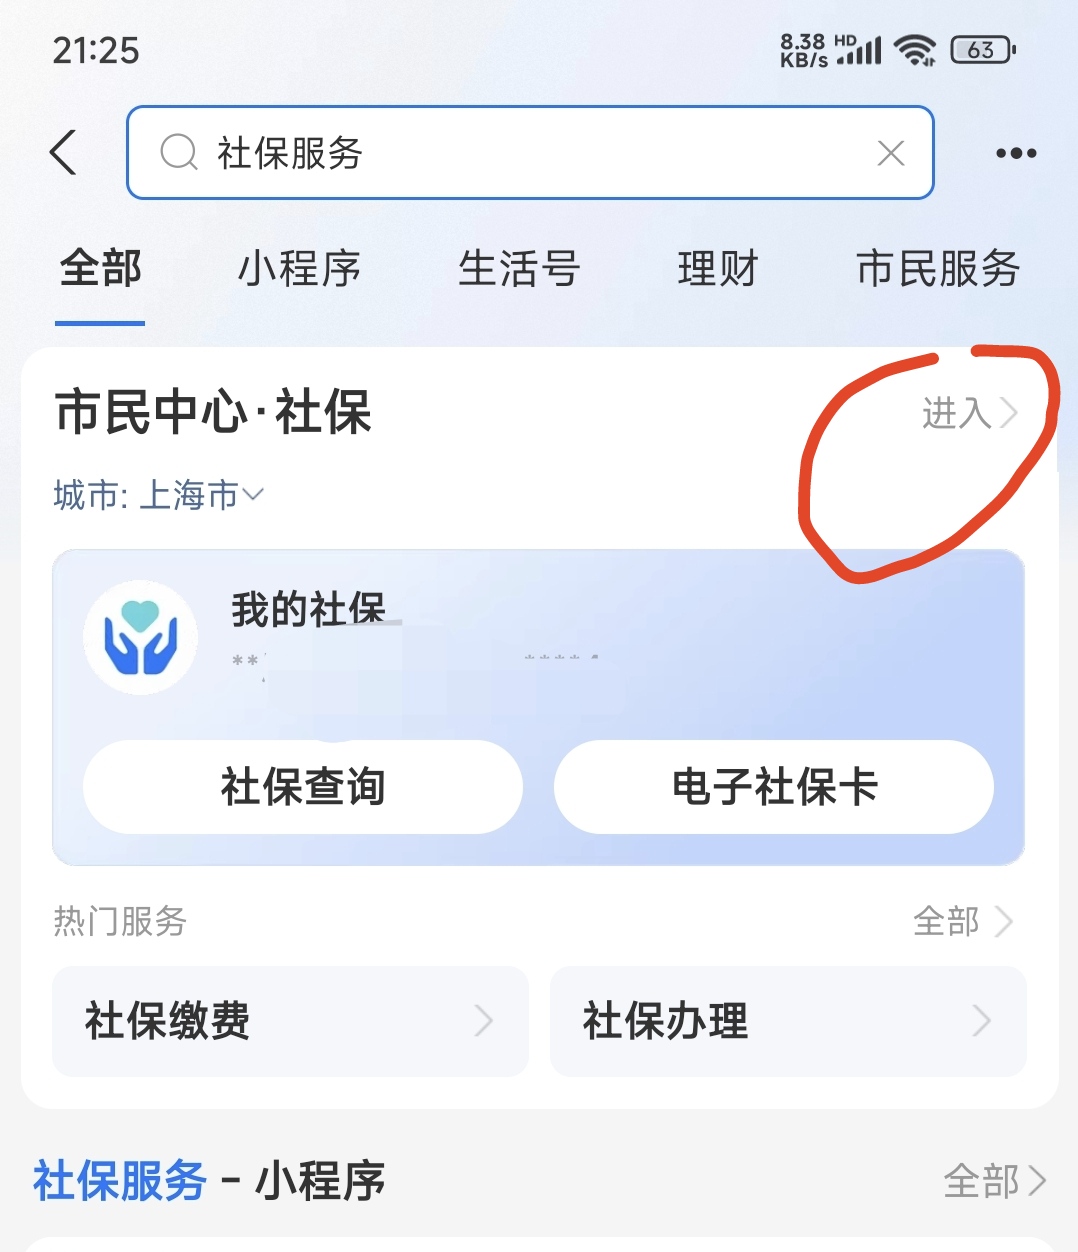 21:25
8.38 KB/s HD 63
社保服务
全部 小程序 生活号 理财 市民服务
市民中心·社保 进入
城市: 上海市
我的社保
** ****
社保查询 电子社保卡
热门服务 全部
社保缴费 社保办理
社保服务 - 小程序 全部